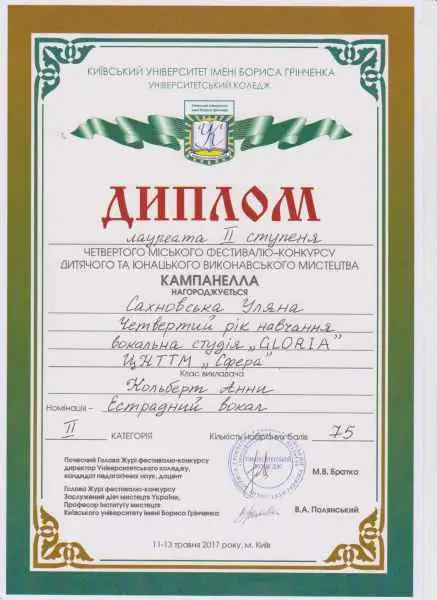 КИЇВСЬКИЙ УНІВЕРСИТЕТ ІМЕНІ БОРИСА ГРІНЧЕНКА
УНІВЕРСИТЕТСЬКИЙ КОЛЕДЖ
ДИПЛОМ
лауреата II ступеня
ЧЕТВЕРТОГО МІСЬКОГО ФЕСТИВАЛЮ-КОНКУРСУ
ДИТЯЧОГО ТА ЮНАЦЬКОГО ВИКОНАВСЬКОГО МИСТЕЦТВА
КАМПАНЕЛЛА
НАГОРОДЖУЄТЬСЯ
Сахновська Уляна
Четвертий рік навчання
вокальна студія „GLORIA"
ЦНТТМ „Сфера"
Клас викладача
Кольберт Анни
Номінація – Естрадний вокал
II КАТЕГОРІЯ Кількість набраних балів 75
Почесний Голова Журі фестивалю-конкурсу
директор Університетського коледжу,
кандидат педагогічних наук, доцент
М.В. Братко
Голова Журі фестивалю-конкурсу
Заслужений діяч мистецтв України,
Професор Інституту мистецтв
Київського університету імені Бориса Грінченка
В.А. Полянський
11-13 травня 2017 року, м. Київ